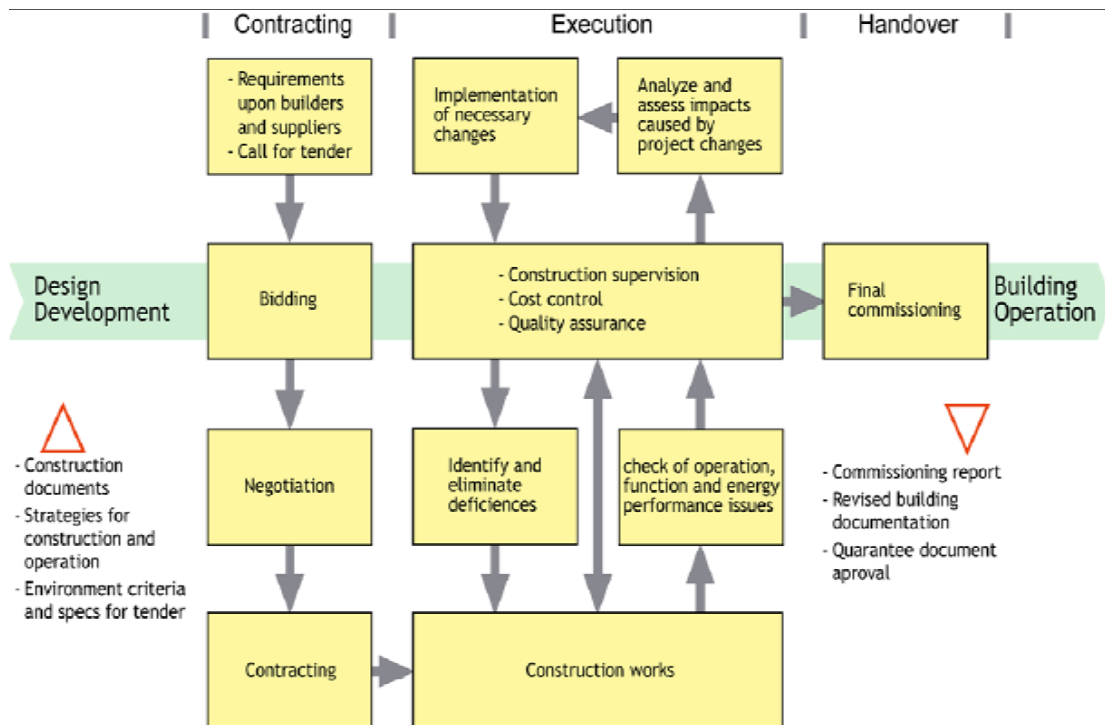 Contracting
Execution
Handover
- Requirements
upon builders
and suppliers
- Call for tender
Implementation
of necessary
changes
Analyze and
assess impacts
caused by
project changes
Design
Development
Bidding
- Construction supervision
- Cost control
- Quality assurance
Final
commissioning
Building
Operation
- Construction
documents
- Strategies for
construction and
operation
- Environment criteria
and specs for tender
Negotiation
Identify and
eliminate
deficiences
check of operation,
function and energy
performance issues
- Commissioning report
- Revised building
documentation
- Quarantee document
aproval
Contracting
Construction works